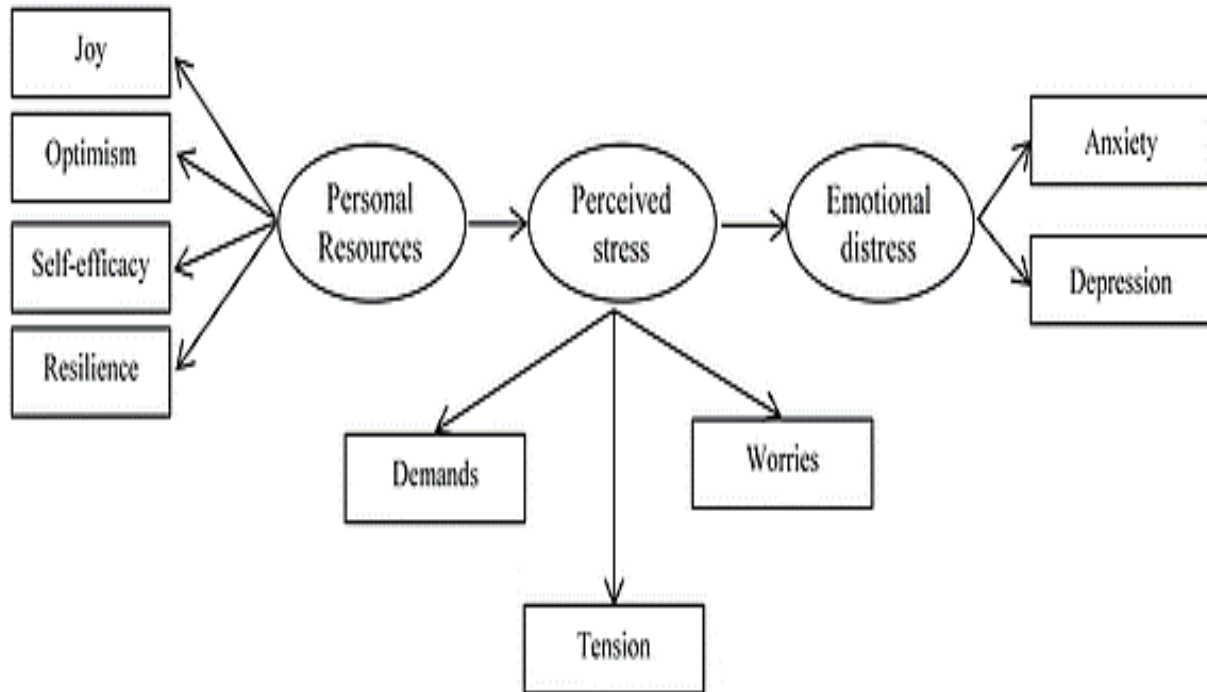 Joy
Optimism
Self-efficacy
Resilience
Personal
Resources
Perceived
stress
Emotional
distress
Anxiety
Depression
Demands
Worries
Tension